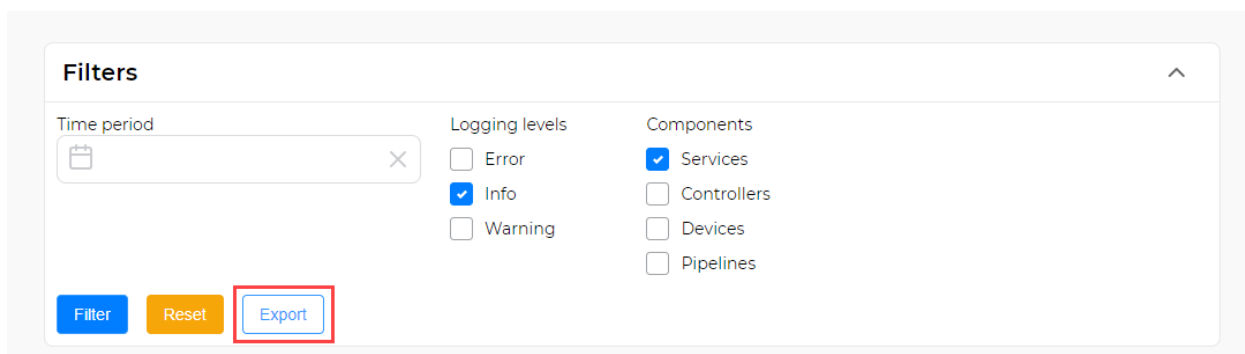 Filters
Time period
Logging levels
Error
Info
Warning
Components
Services
Controllers
Devices
Pipelines
Filter
Reset
Export